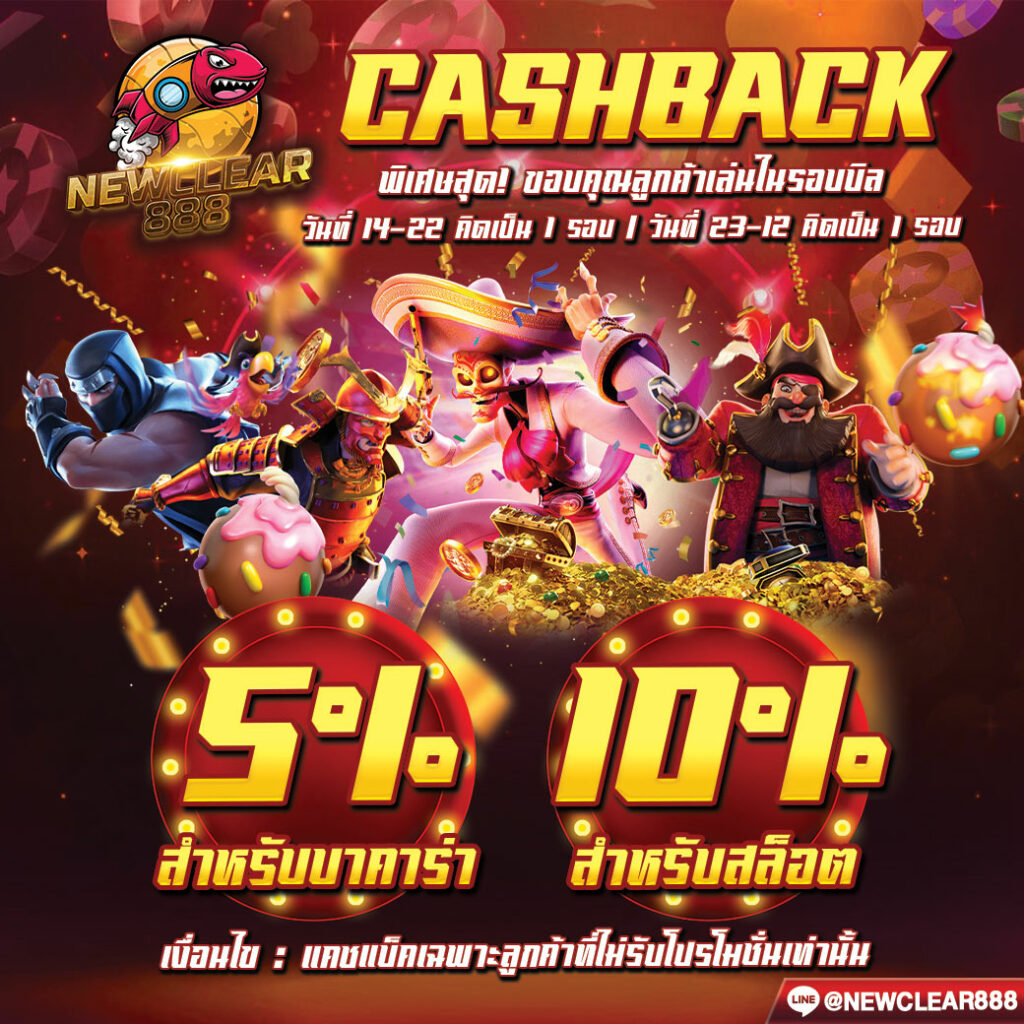 NEWCLEAR
888
CASHBACK
พิเศษสุด! ขอบคุณลูกค้าเล่นในรอบบิล
วันที่ 14-22 คิดเป็น 1 รอบ / วันที่ 23-12 คิดเป็น 1 รอบ
5%
สำหรับบาคาร่า
10%
สำหรับสล็อต
เงื่อนไข : แคชแบ็คเฉพาะลูกค้าที่ไม่รับโปรโมชั่นเท่านั้น
LINE @NEWCLEAR888